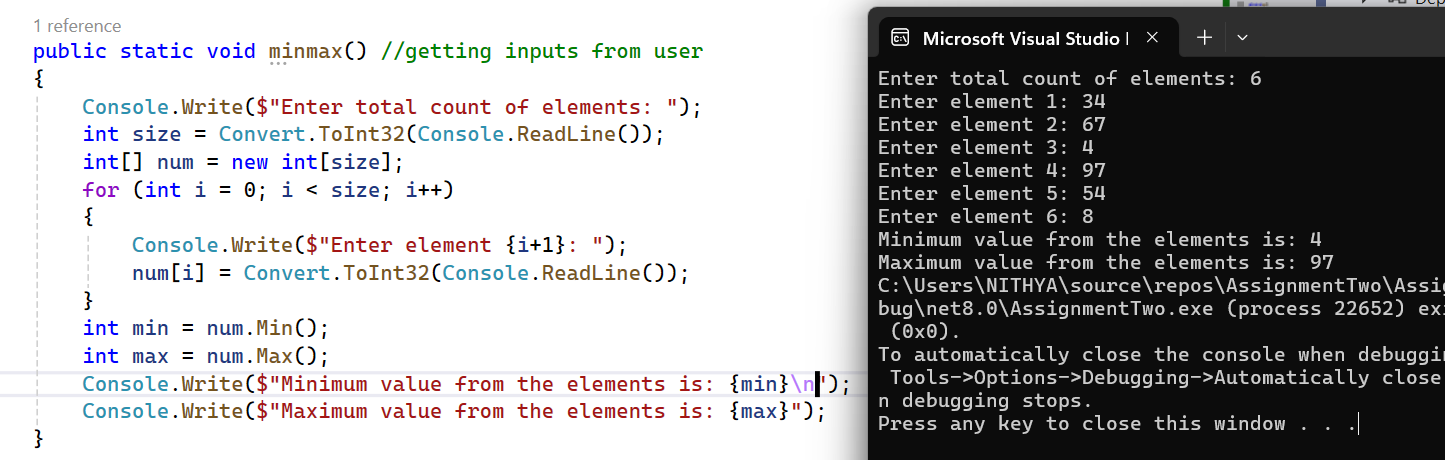 1 reference
public static void minmax() //getting inputs from user
{
Console.Write($"Enter total count of elements: ");
int size = Convert.ToInt32(Console.ReadLine());
int[] num = new int[size];
for (int i = 0; i < size; i++)
{
Console.Write($"Enter element {i+1}: ");
num[i] = Convert.ToInt32(Console.ReadLine());
}
int min = num.Min();
int max = num.Max();
Console.Write($"Minimum value from the elements is: {min}\n");
Console.Write($"Maximum value from the elements is: {max}");
}
Microsoft Visual Studio
Enter total count of elements: 6
Enter element 1: 34
Enter element 2: 67
Enter element 3: 4
Enter element 4: 97
Enter element 5: 54
Enter element 6: 8
Minimum value from the elements is: 4
Maximum value from the elements is: 97
C:\Users\NITHYA\source\repos\AssignmentTwo\Assig
bug\net8.0\AssignmentTwo.exe (process 22652) exi
(0x0).
To automatically close the console when debuggin
Tools->Options->Debugging->Automatically close
n debugging stops.
Press any key to close this window . . .